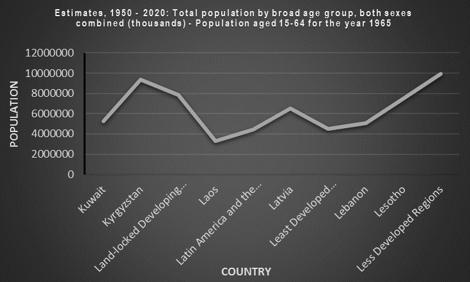 Estimates, 1950 - 2020: Total population by broad age group, both sexes
combined (thousands) - Population aged 15-64 for the year 1965
12000000
10000000
8000000
6000000
4000000
2000000
0
POPULATION
Kuwait
Kyrgyzstan
Land-locked Developing...
Laos
Latin America and the...
Latvia
Least Developed...
Lebanon
Lesotho
Less Developed Regions
COUNTRY